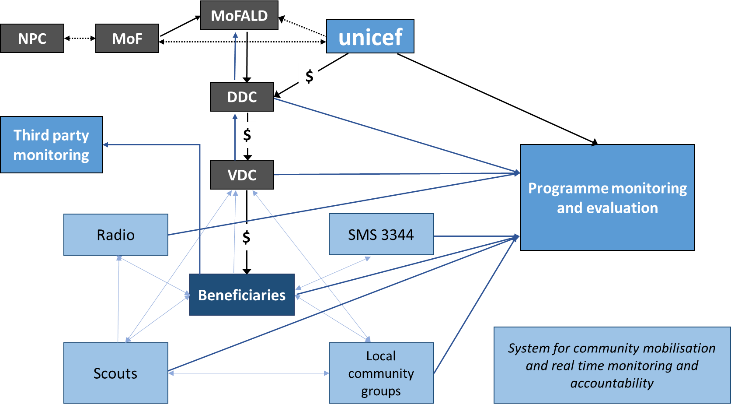 MoFALD
NPC
MoF
unicef
$
DDC
Third party
monitoring
$
VDC
Programme monitoring
and evaluation
Radio
$
SMS 3344
Beneficiaries
Scouts
Local
community
groups
System for community mobilisation
and real time monitoring and
accountability